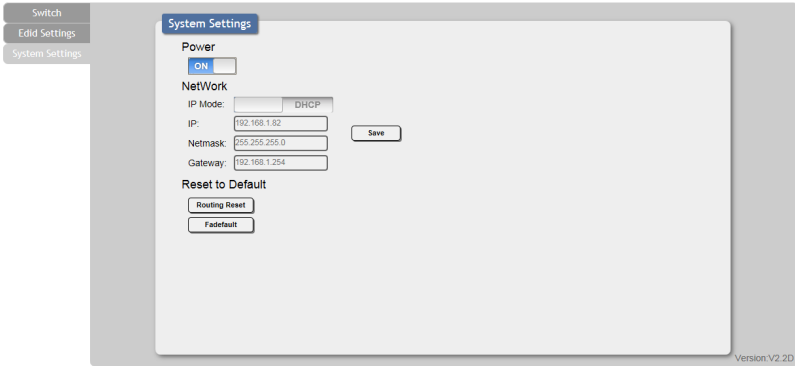 Switch
Edid Settings
System Settings
System Settings
Power
ON
NetWork
IP Mode: DHCP
IP: 192.168.1.82
Save
Netmask: 255.255.255.0
Gateway: 192.168.1.254
Reset to Default
Routing Reset
Fadefault
Version:V2.2D